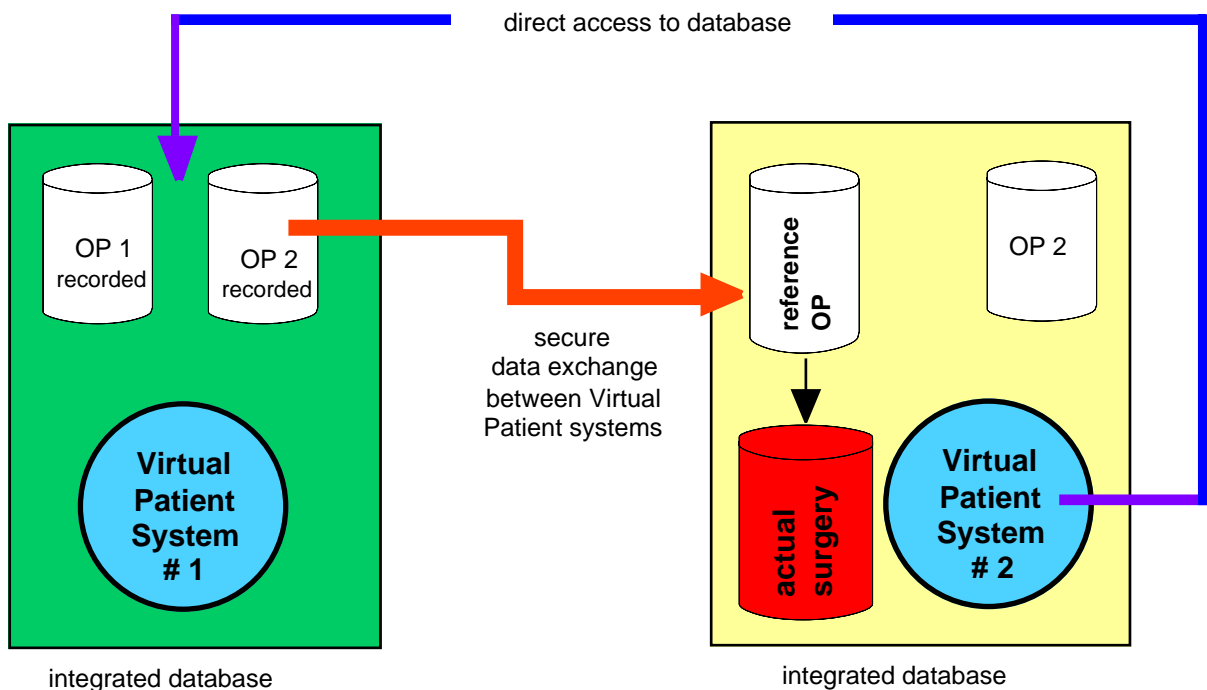 direct access to database
OP 1
recorded
OP 2
recorded
Virtual
Patient
System
# 1
integrated database
secure
data exchange
between Virtual
Patient systems
reference
OP
OP 2
actual
surgery
Virtual
Patient
System
# 2
integrated database